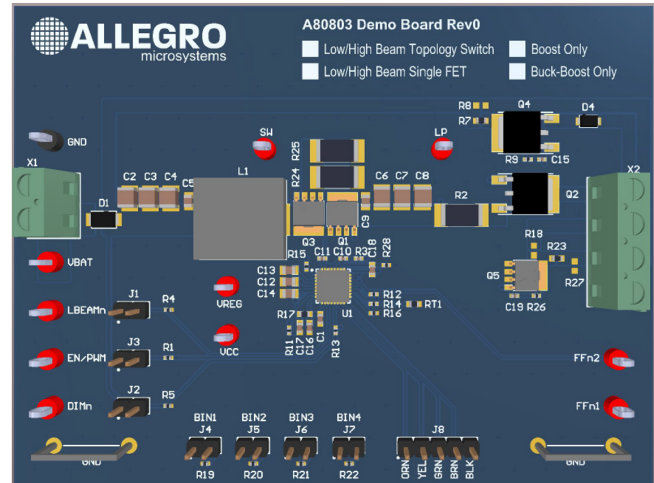 ALLEGRO
microsystems
A80803 Demo Board Rev0
Low/High Beam Topology Switch
Boost Only
Low/High Beam Single FET
Buck-Boost Only
GND
SW
LP
R8
R7
Q4
D4
X1
R25
R24
R9
C15
X2
C2
C3
C4
C5
L1
C6
C7
C8
R2
Q2
D1
C9
Q3
Q1
R18
R23
VBAT
R15
C11
C10
R3
C18
R28
Q5
R27
C13
C12
C14
VREG
U1
R12
R14
R16
RT1
C19
R26
LBEAMn
J1
R4
R17
C1
VCC
R11
C17
C16
R13
EN/PWM
J3
R1
FFn2
DIMn
J2
R5
FFn1
BIN1
BIN2
BIN3
BIN4
J4
J5
J6
J7
J8
GND
R19
R20
R21
R22
ORN
YEL
GRN
BRN
BLK
GND